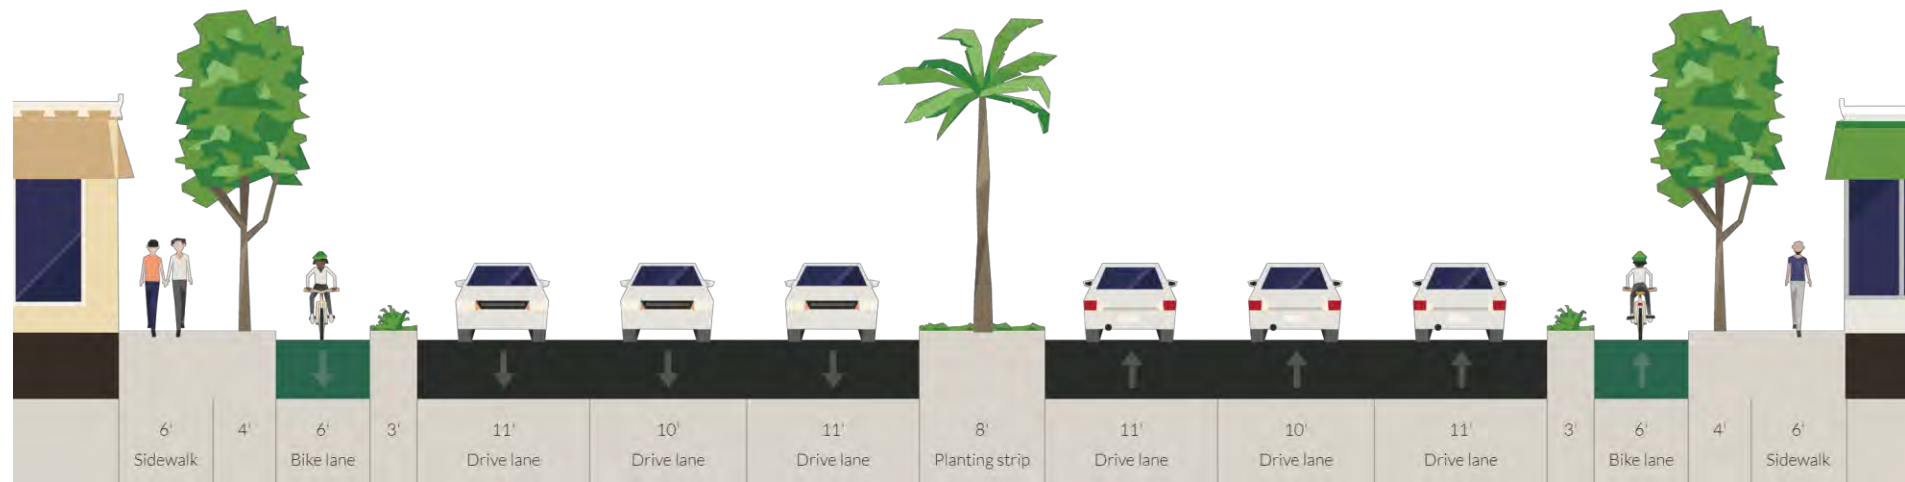 6' 4' 6' 3' 11' 10' 11' 8' 11' 10' 11' 3' 6' 4' 6'
Sidewalk Bike lane Drive lane Drive lane Drive lane Planting strip Drive lane Drive lane Drive lane Bike lane Sidewalk